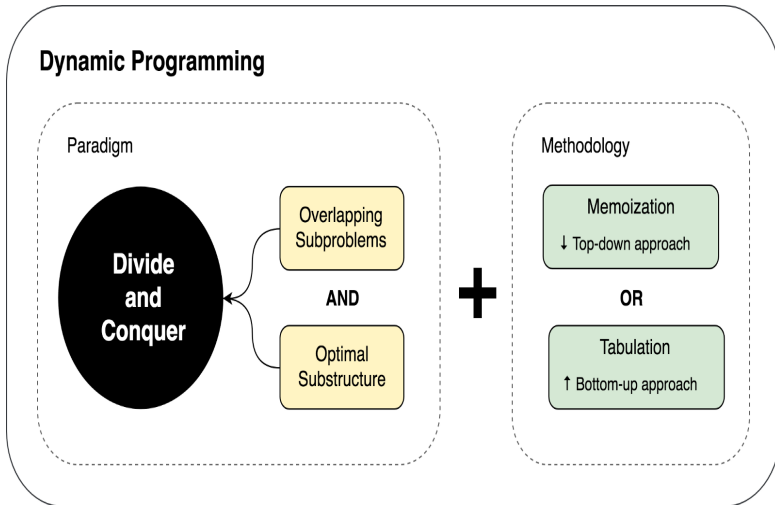 Dynamic Programming
Paradigm
Divide
and
Conquer
Overlapping
Subproblems
AND
Optimal
Substructure
+
Methodology
Memoization
↓ Top-down approach
OR
Tabulation
↑ Bottom-up approach